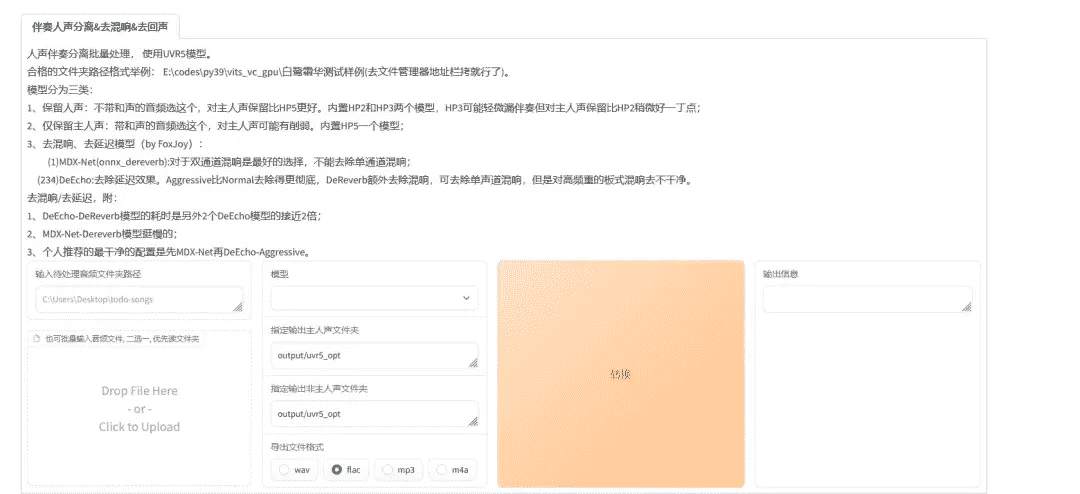 伴奏人声分离&去混响&去回声
人声伴奏分离批量处理， 使用UVR5模型。
合格的文件夹路径格式举例： E:\codes\py39\vits_vc_gpu\白鹭霜华测试样例(去文件管理器地址栏拷就行了)。
模型分为三类：
1、保留人声：不带和声的音频选这个，对主人声保留比HP5更好。内置HP2和HP3两个模型，HP3可能轻微漏伴奏但对主人声保留比HP2稍微好一丁点；
2、仅保留主人声：带和声的音频选这个，对主人声可能有削弱。内置HP5一个模型；
3、去混响、去延迟模型（by FoxJoy）：
(1)MDX-Net(onnx_dereverb):对于双通道混响是最好的选择，不能去除单通道混响；
(234)DeEcho:去除延迟效果。Aggressive比Normal去除得更彻底，DeReverb额外去除混响，可去除单声道混响，但是对高频重的板式混响去不干净。
去混响/去延迟，附：
1、DeEcho-DeReverb模型的耗时是另外2个DeEcho模型的接近2倍；
2、MDX-Net-Dereverb模型挺慢的；
3、个人推荐的最干净的配置是先MDX-Net再DeEcho-Aggressive。
输入待处理音频文件夹路径
C:\Users\Desktop\todo-songs
也可批量输入音频文件, 二选一, 优先读文件夹
Drop File Here
- or -
Click to Upload
模型
指定输出主人声文件夹
output/uvr5_opt
指定输出非主人声文件夹
output/uvr5_opt
导出文件格式
wav flac mp3 m4a
转换
输出信息